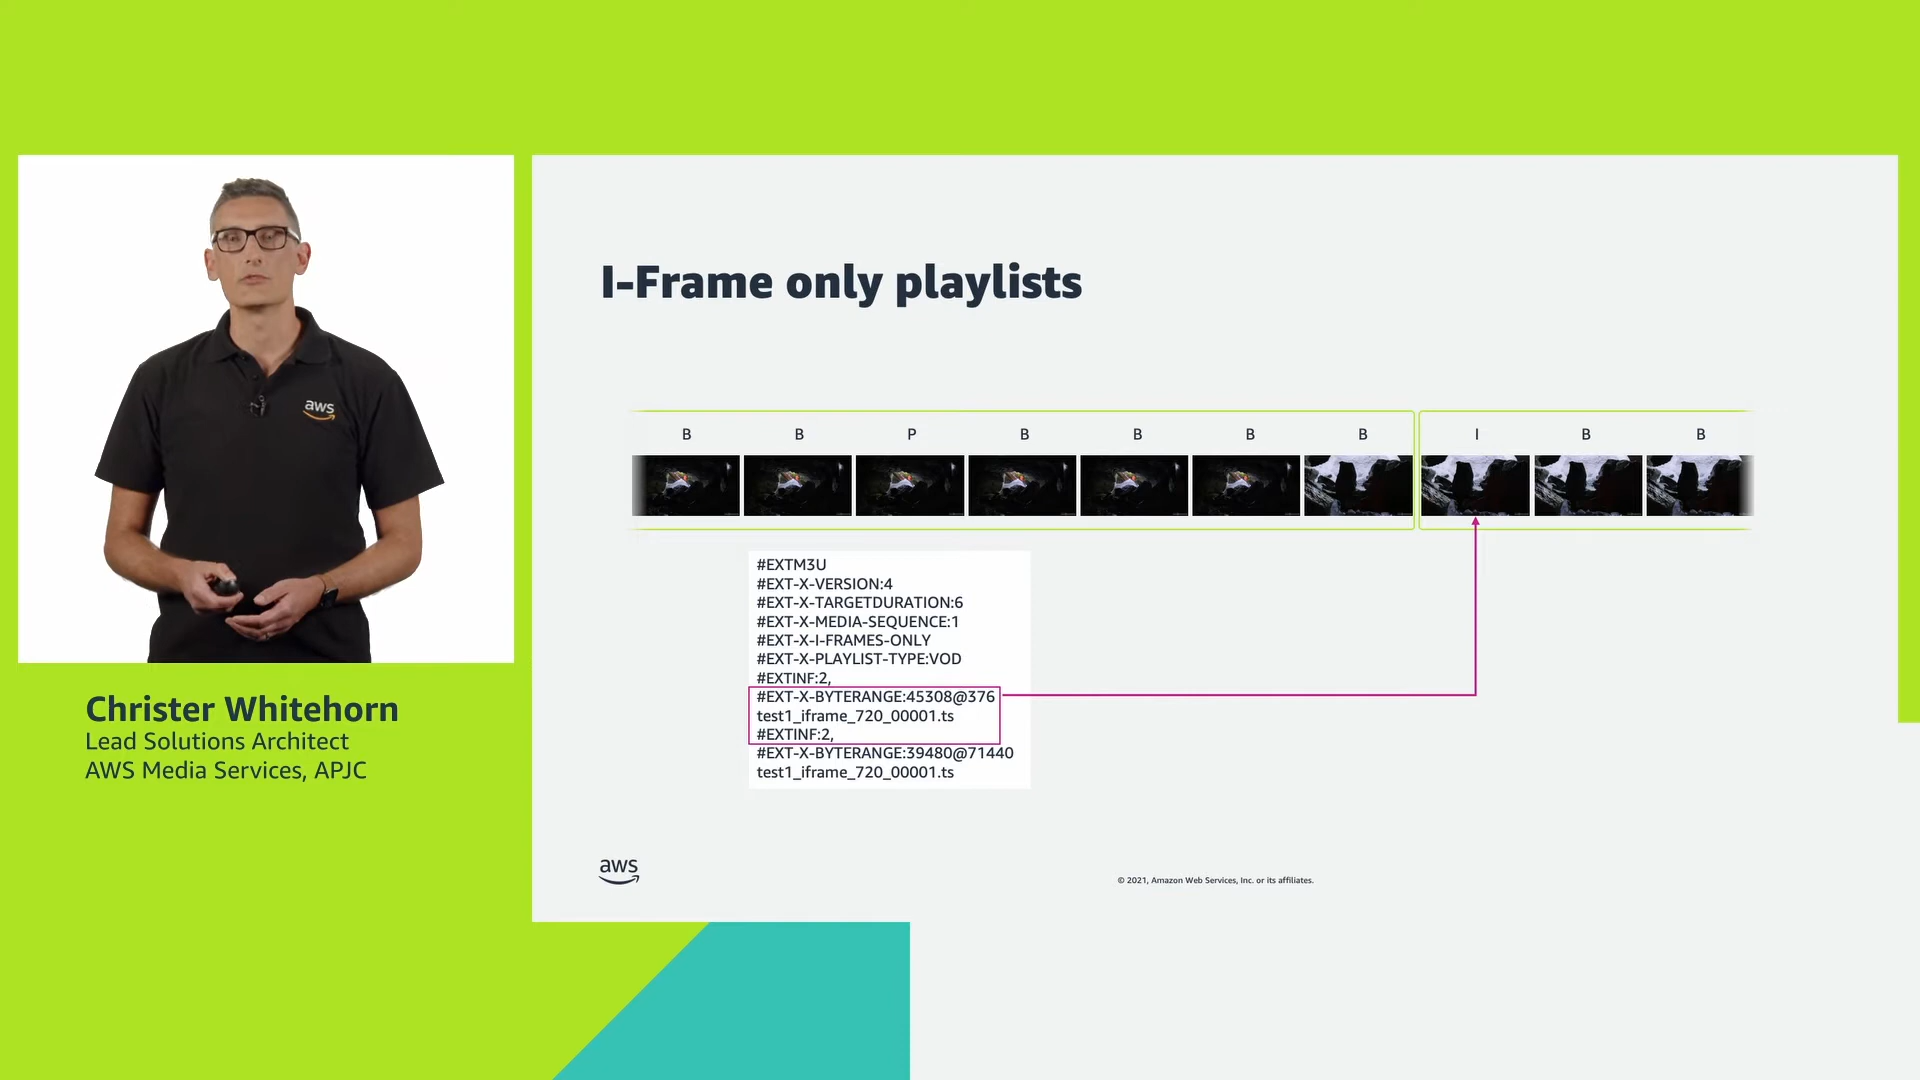 aws
Christer Whitehorn
Lead Solutions Architect
AWS Media Services, APJC
I-Frame only playlists
B B P B B B B I B B
#EXTM3U
#EXT-X-VERSION:4
#EXT-X-TARGETDURATION:6
#EXT-X-MEDIA-SEQUENCE:1
#EXT-X-I-FRAMES-ONLY
#EXT-X-PLAYLIST-TYPE:VOD
#EXTINF:2,
#EXT-X-BYTERANGE:45308@376
test1_iframe_720_00001.ts
#EXTINF:2,
#EXT-X-BYTERANGE:39480@71440
test1_iframe_720_00001.ts
aws
© 2021, Amazon Web Services, Inc. or its affiliates.